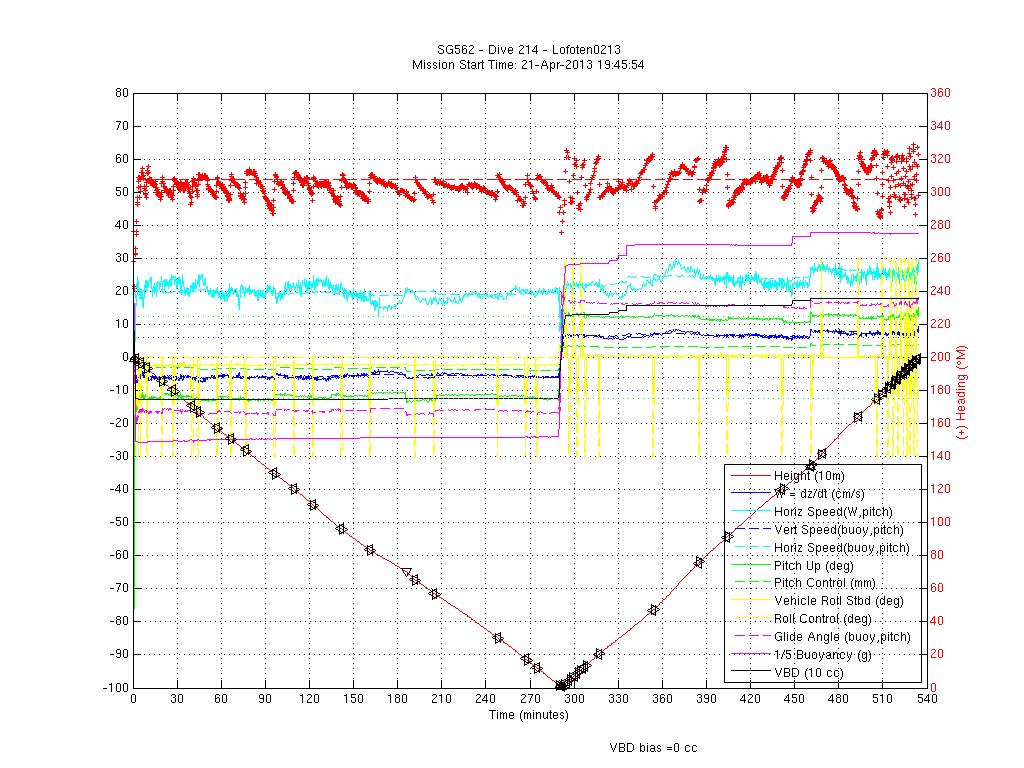 SG562 - Dive 214 - Lofoten0213
Mission Start Time: 21-Apr-2013 19:45:54
80
70
60
50
40
30
20
10
0
-10
-20
-30
-40
-50
-60
-70
-80
-90
-100
360
340
320
300
280
260
240
220
200
180
160
140
120
100
80
60
40
20
0
(+) Heading (°M)
Height (10m)
W = dz/dt (cm/s)
Horiz Speed(W,pitch)
Vert Speed(buoy,pitch)
Horiz Speed(buoy,pitch)
Pitch Up (deg)
Pitch Control (mm)
Vehicle Roll Stbd (deg)
Roll Control (deg)
Glide Angle (buoy,pitch)
1/5 Buoyancy (g)
VBD (10 cc)
0 30 60 90 120 150 180 210 240 270 300 330 360 390 420 450 480 510 540
Time (minutes)
VBD bias =0 cc